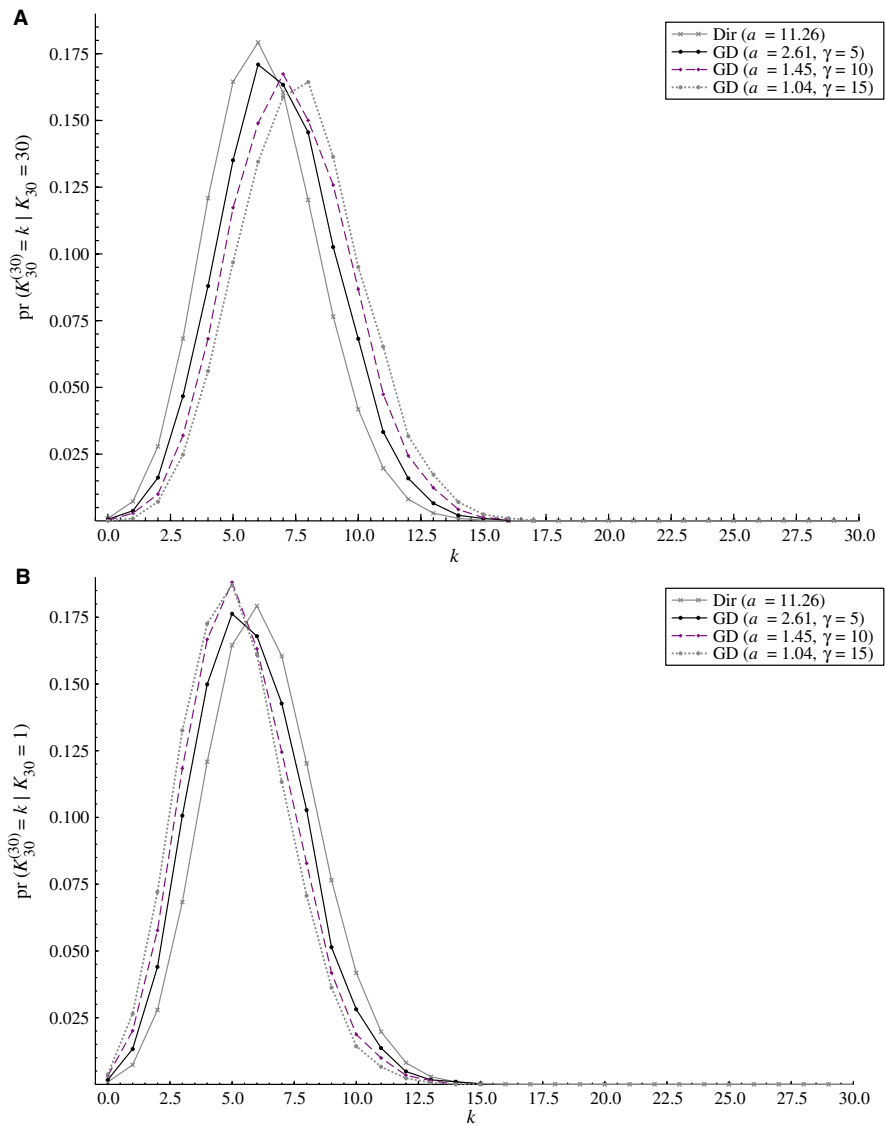 A
0.175
0.150
0.125
0.100
0.075
0.050
0.025
pr (K_{30}^{(30)} = k | K_{30} = 30)
Dir (a = 11.26)
GD (a = 2.61, γ = 5)
GD (a = 1.45, γ = 10)
GD (a = 1.04, γ = 15)
0.0 2.5 5.0 7.5 10.0 12.5 15.0 17.5 20.0 22.5 25.0 27.5 30.0
k
B
0.175
0.150
0.125
0.100
0.075
0.050
0.025
pr (K_{30}^{(30)} = k | K_{30} = 1)
Dir (a = 11.26)
GD (a = 2.61, γ = 5)
GD (a = 1.45, γ = 10)
GD (a = 1.04, γ = 15)
0.0 2.5 5.0 7.5 10.0 12.5 15.0 17.5 20.0 22.5 25.0 27.5 30.0
k